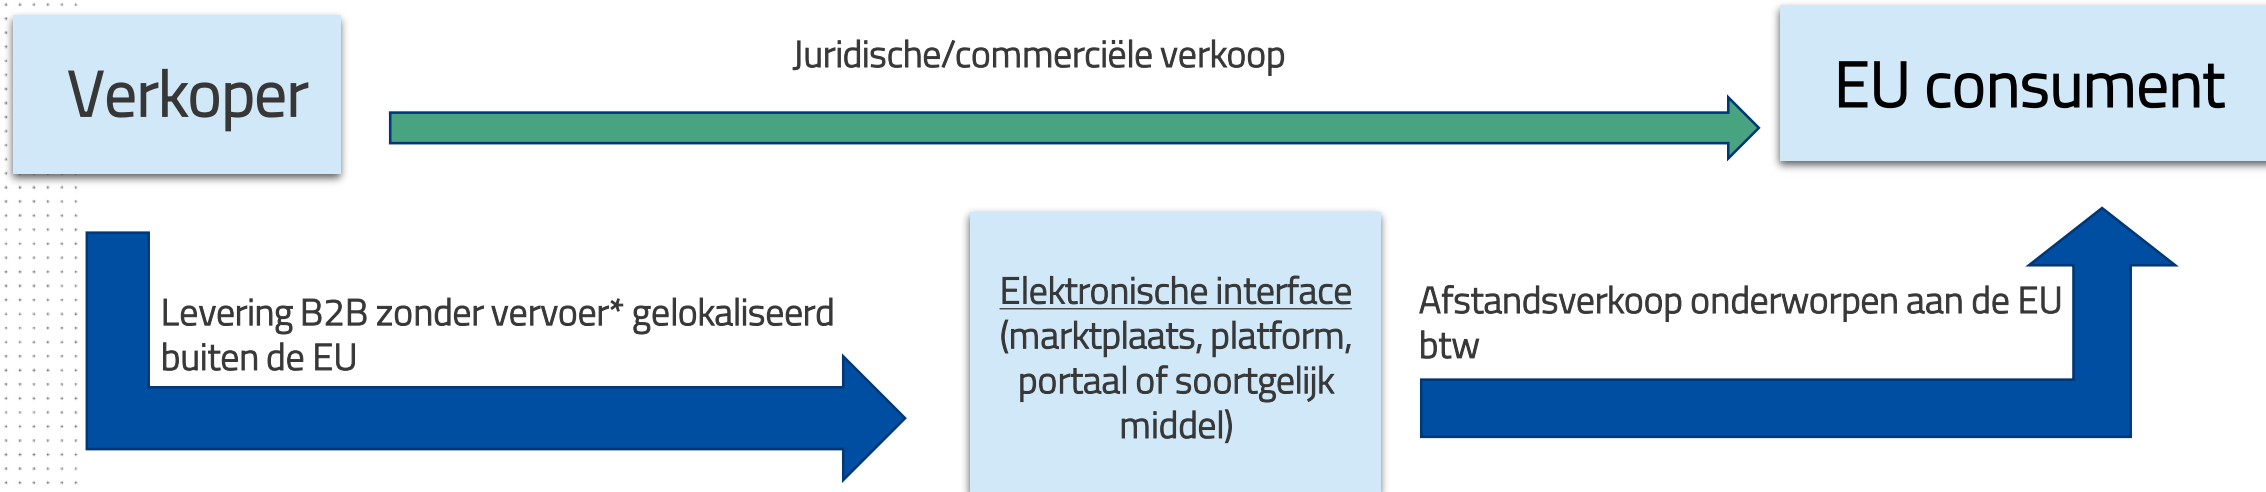 Verkoper
Juridische/commerciële verkoop
EU consument
Levering B2B zonder vervoer* gelokaliseerd
buiten de EU
Elektronische interface
(marktplaats, platform,
portaal of soortgelijk
middel)
Afstandsverkoop onderworpen aan de EU
btw